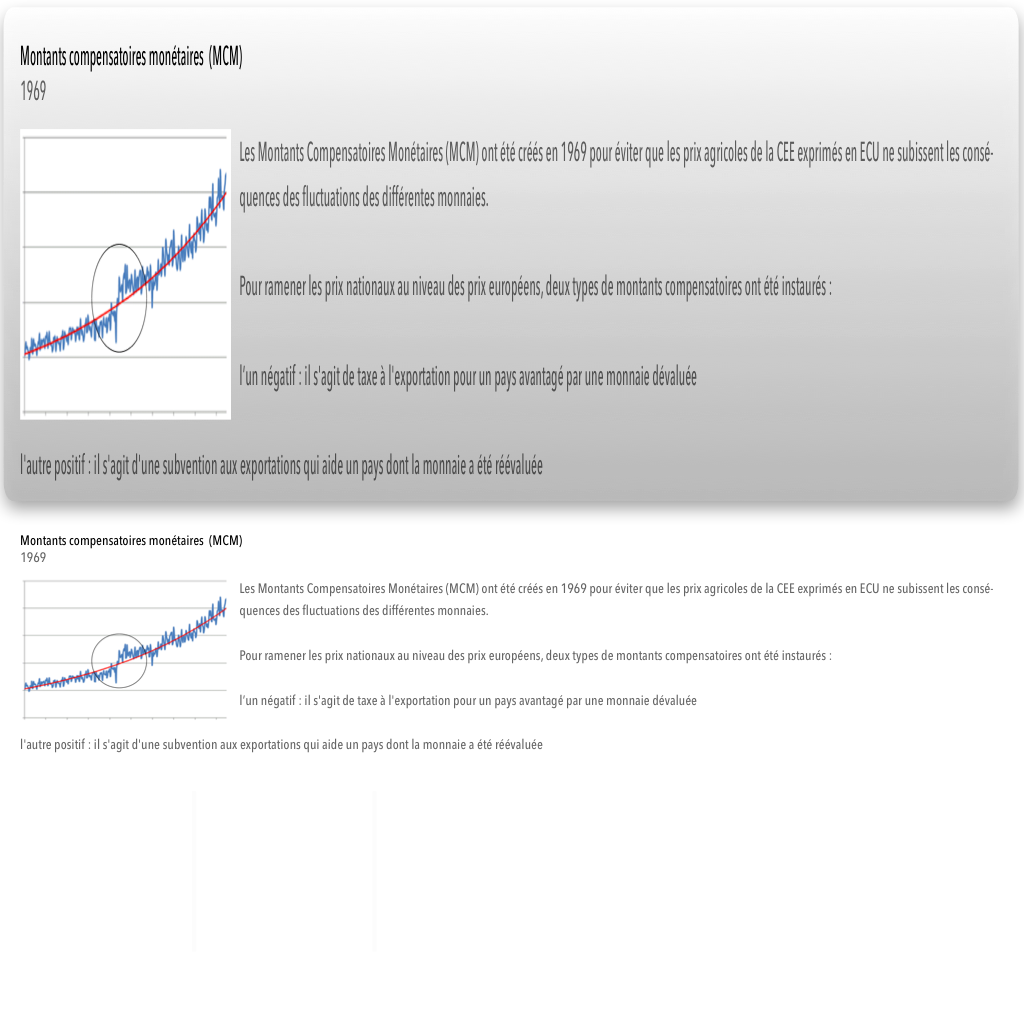 Montants compensatoires monétaires (MCM)
1969
Les Montants Compensatoires Monétaires (MCM) ont été créés en 1969 pour éviter que les prix agricoles de la CEE exprimés en ECU ne subissent les consé-
quences des fluctuations des différentes monnaies.
Pour ramener les prix nationaux au niveau des prix européens, deux types de montants compensatoires ont été instaurés :
l’un négatif : il s'agit de taxe à l'exportation pour un pays avantagé par une monnaie dévaluée
l'autre positif : il s'agit d'une subvention aux exportations qui aide un pays dont la monnaie a été réévaluée
Montants compensatoires monétaires (MCM)
1969
Les Montants Compensatoires Monétaires (MCM) ont été créés en 1969 pour éviter que les prix agricoles de la CEE exprimés en ECU ne subissent les consé-
quences des fluctuations des différentes monnaies.
Pour ramener les prix nationaux au niveau des prix européens, deux types de montants compensatoires ont été instaurés :
l’un négatif : il s'agit de taxe à l'exportation pour un pays avantagé par une monnaie dévaluée
l'autre positif : il s'agit d'une subvention aux exportations qui aide un pays dont la monnaie a été réévaluée